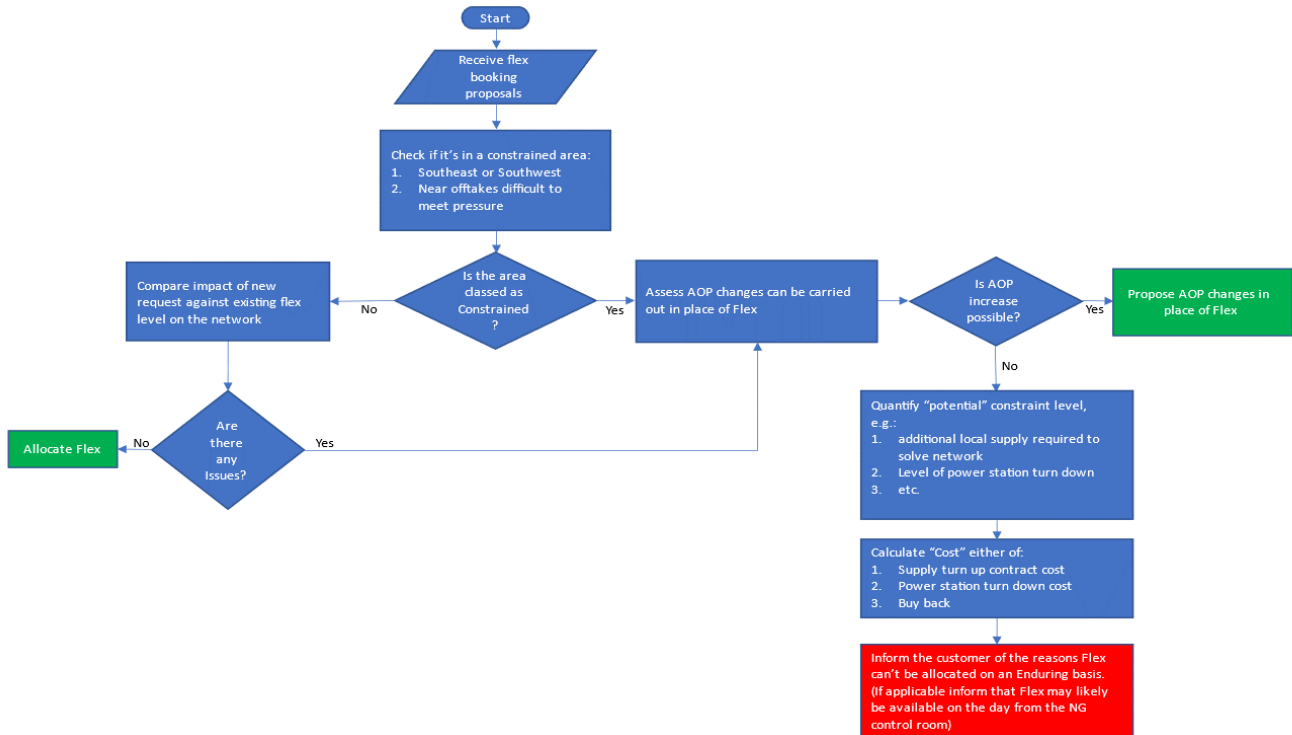 Start
Receive flex
booking
proposals
Check if it's in a constrained area:
1. Southeast or Southwest
2. Near offtakes difficult to
meet pressure
Is the area
classed as
Constrained
?
No
Yes
Compare impact of new
request against existing flex
level on the network
Are
there
any
Issues?
No
Yes
Allocate Flex
Assess AOP changes can be carried
out in place of Flex
Is AOP
increase
possible?
Yes
No
Propose AOP changes in
place of Flex
Quantify “potential” constraint level,
e.g.:
1. additional local supply required to
solve network
2. Level of power station turn down
3. etc.
Calculate “Cost” either of:
1. Supply turn up contract cost
2. Power station turn down cost
3. Buy back
Inform the customer of the reasons Flex
can't be allocated on an Enduring basis.
(If applicable inform that Flex may likely
be available on the day from the NG
control room)